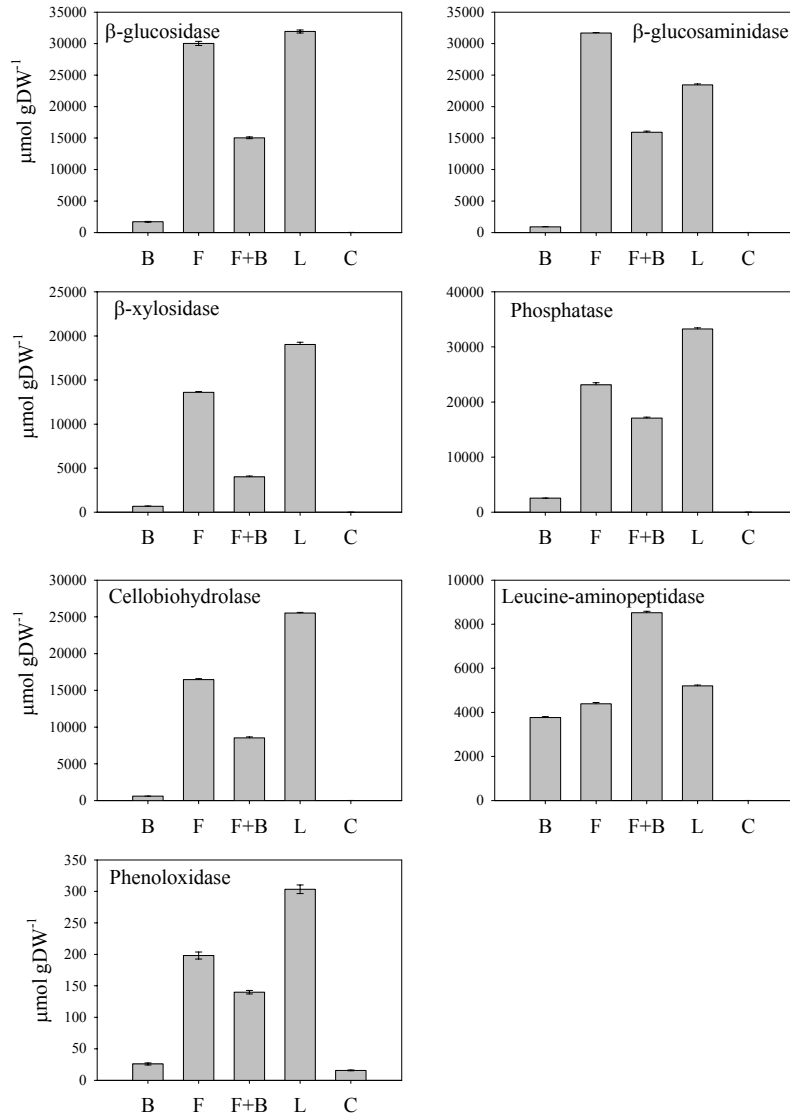 β-glucosidase
μmol gDW⁻¹
35000
30000
25000
20000
15000
10000
5000
0
B F F+B L C
β-glucosaminidase
35000
30000
25000
20000
15000
10000
5000
0
B F F+B L C
β-xylosidase
μmol gDW⁻¹
25000
20000
15000
10000
5000
0
B F F+B L C
Phosphatase
40000
30000
20000
10000
0
B F F+B L C
Cellobiohydrolase
μmol gDW⁻¹
30000
25000
20000
15000
10000
5000
0
B F F+B L C
Leucine-aminopeptidase
10000
8000
6000
4000
2000
0
B F F+B L C
Phenoloxidase
μmol gDW⁻¹
350
300
250
200
150
100
50
0
B F F+B L C